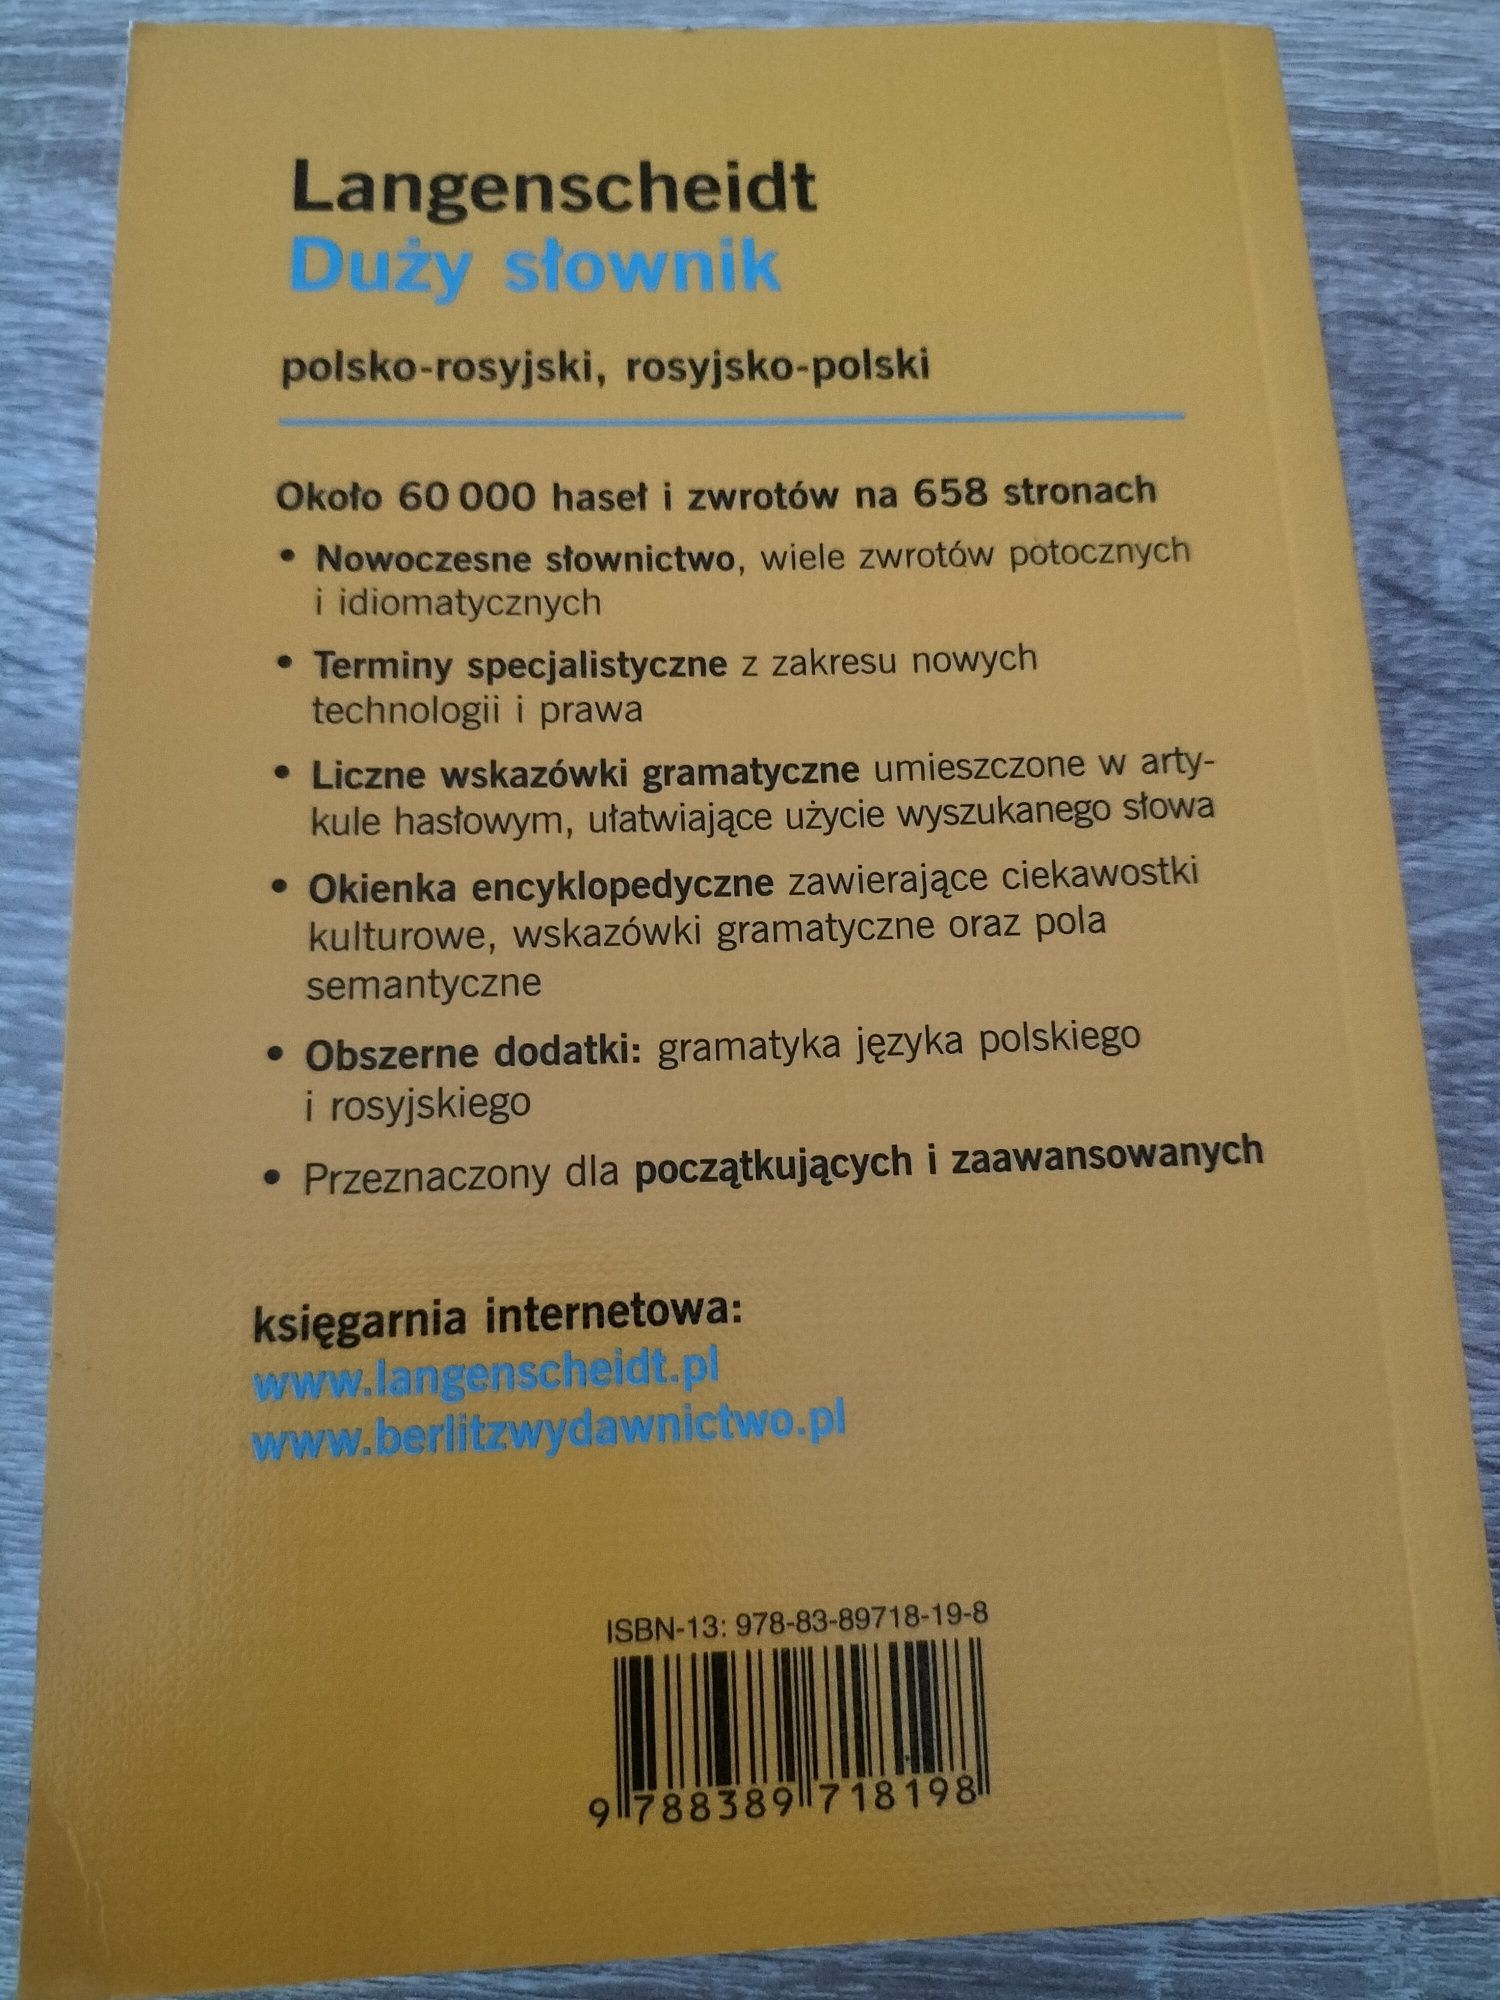 Langenscheidt
Duży słownik
polsko-rosyjski, rosyjsko-polski
Około 60 000 haseł i zwrotów na 658 stronach
• Nowoczesne słownictwo, wiele zwrotów potocznych
i idiomatycznych
• Terminy specjalistyczne z zakresu nowych
technologii i prawa
• Liczne wskazówki gramatyczne umieszczone w arty-
kule hasłowym, ułatwiające użycie wyszukanego słowa
• Okienka encyklopedyczne zawierające ciekawostki
kulturowe, wskazówki gramatyczne oraz pola
semantyczne
• Obszerne dodatki: gramatyka języka polskiego
i rosyjskiego
• Przeznaczony dla początkujących i zaawansowanych
księgarnia internetowa:
www.langenscheidt.pl
www.berlitzwydawnictwo.pl
ISBN-13: 978-83-89718-19-8
9 788389 718198